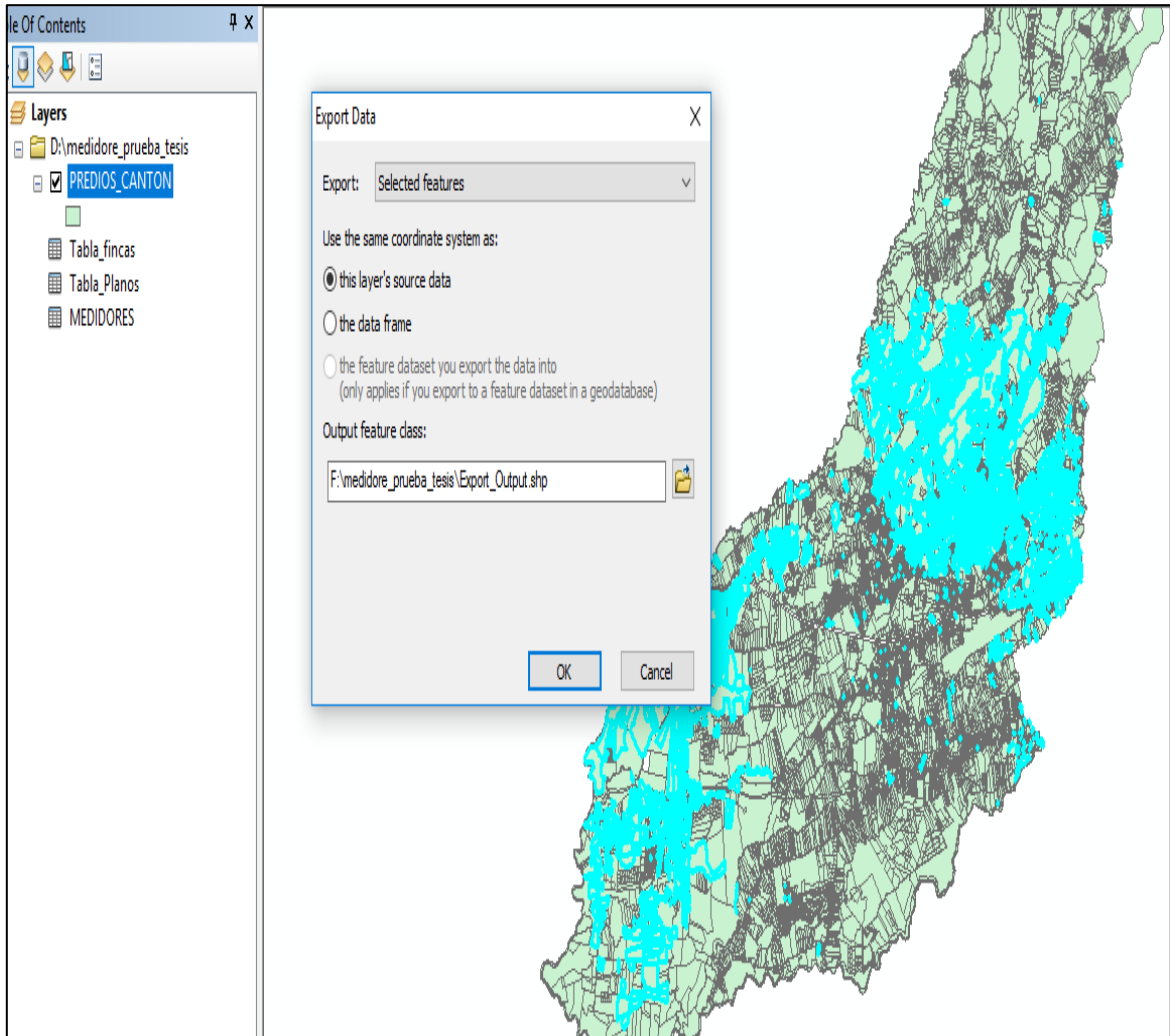 le Of Contents
Layers
D:\medidore_prueba_tesis
PREDIOS_CANTON
Tabla_fincas
Tabla_Planos
MEDIDORES
Export Data
Export: Selected features
Use the same coordinate system as:
this layer's source data
the data frame
the feature dataset you export the data into
(only applies if you export to a feature dataset in a geodatabase)
Output feature class:
F:\medidore_prueba_tesis\Export_Output.shp
OK Cancel